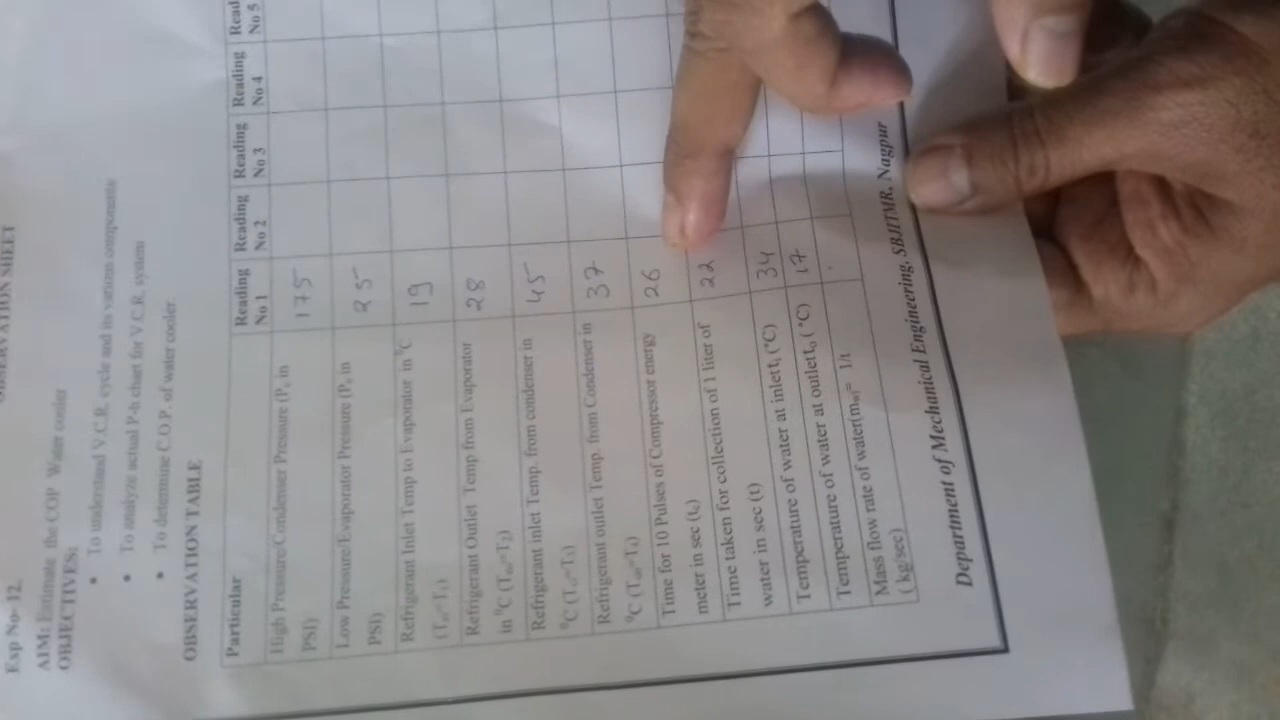 Exp No- 12.
AIM: Estimate the COP Water cooler
OBJECTIVES:
• To understand V.C.R. cycle and its various components
• To analyze actual P-h chart for V.C.R. system
• To determine C.O.P. of water cooler.
OBSERVATION TABLE
Particular Reading No 1 Reading No 2 Reading No 3 Reading No 4 No 5
High Pressure/Condenser Pressure (P in PSI) 175
Low Pressure/Evaporator Pressure (P in PSI) 25
Refrigerant Inlet Temp to Evaporator in ⁰C 19
Refrigerant Outlet Temp from Evaporator in ⁰C 28
Refrigerant inlet Temp. from condenser in ⁰C 45
Refrigerant outlet Temp. from Condenser in ⁰C 37
Time for 10 Pulses of Compressor energy meter in sec 26
Time taken for collection of 1 liter of water in sec (t) 22
Temperature of water at inlet tᵢ (°C) 34
Temperature of water at outlet tₒ (°C) 17
Mass flow rate of water = 1/t
( kg/sec)
Department of Mechanical Engineering, SBJITMR, Nagpur